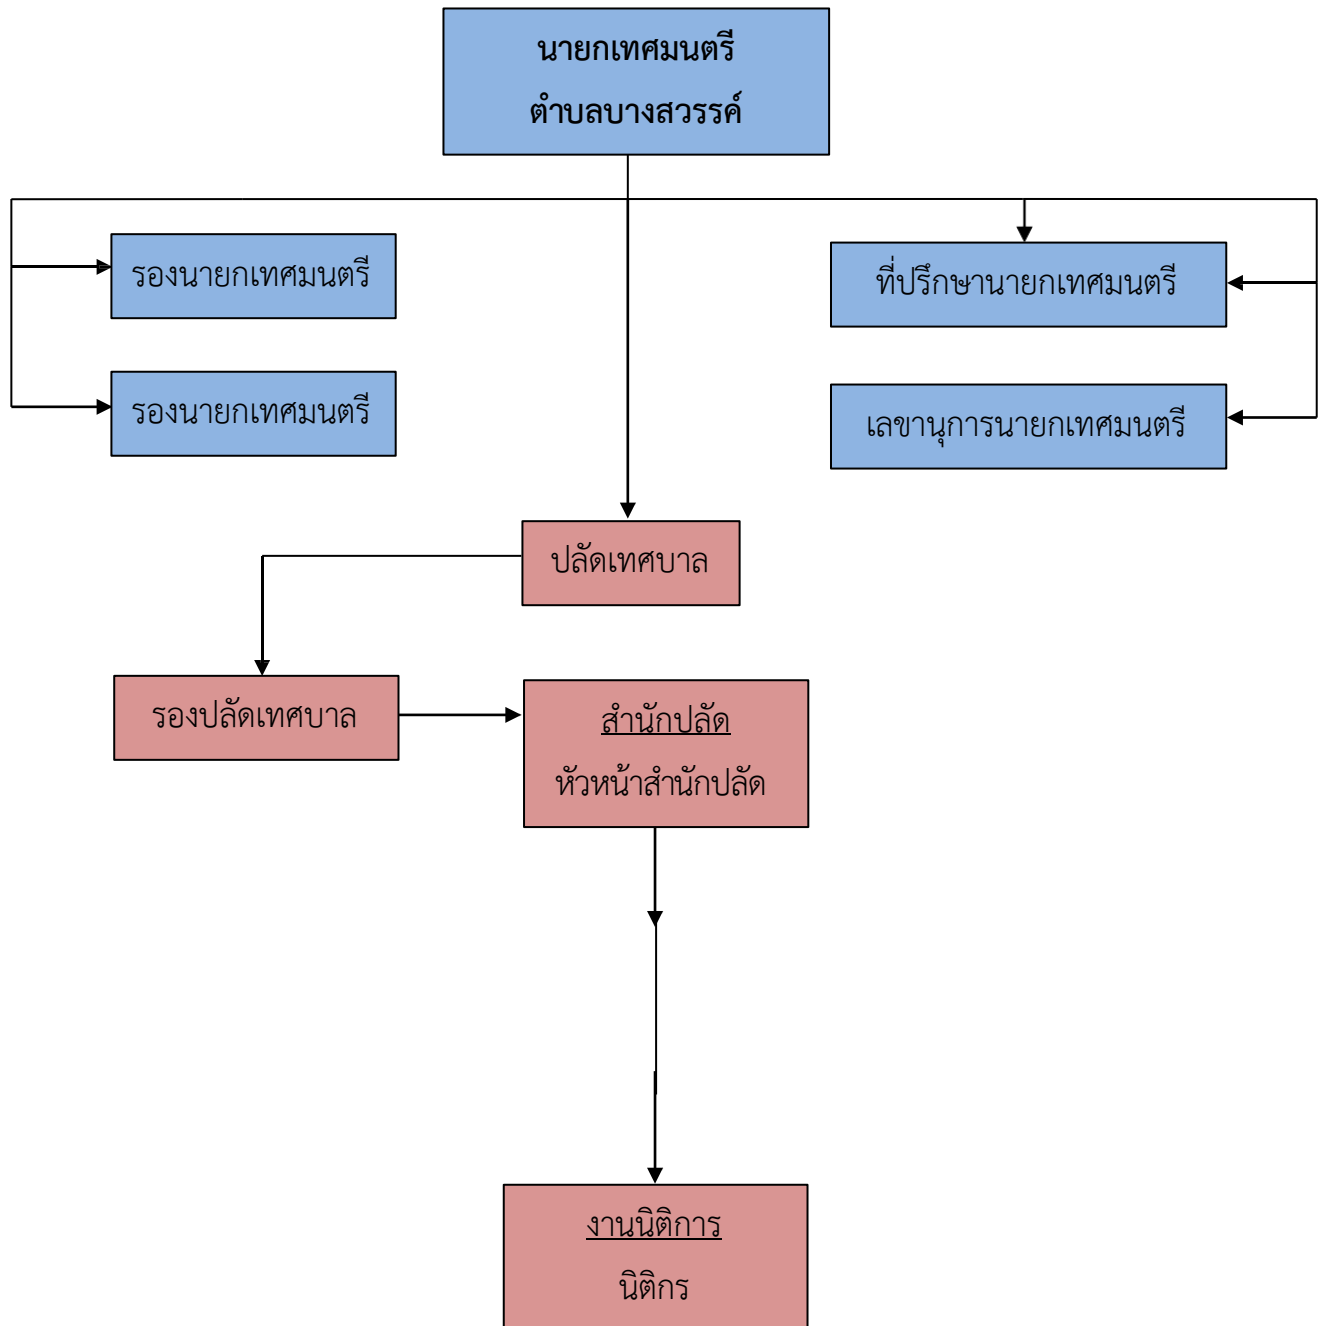 นายกเทศมนตรี
ตำบลบางสวรรค์
รองนายกเทศมนตรี
ที่ปรึกษานายกเทศมนตรี
รองนายกเทศมนตรี
เลขานุการนายกเทศมนตรี
ปลัดเทศบาล
รองปลัดเทศบาล
สำนักปลัด
หัวหน้าสำนักปลัด
งานนิติการ
นิติกร